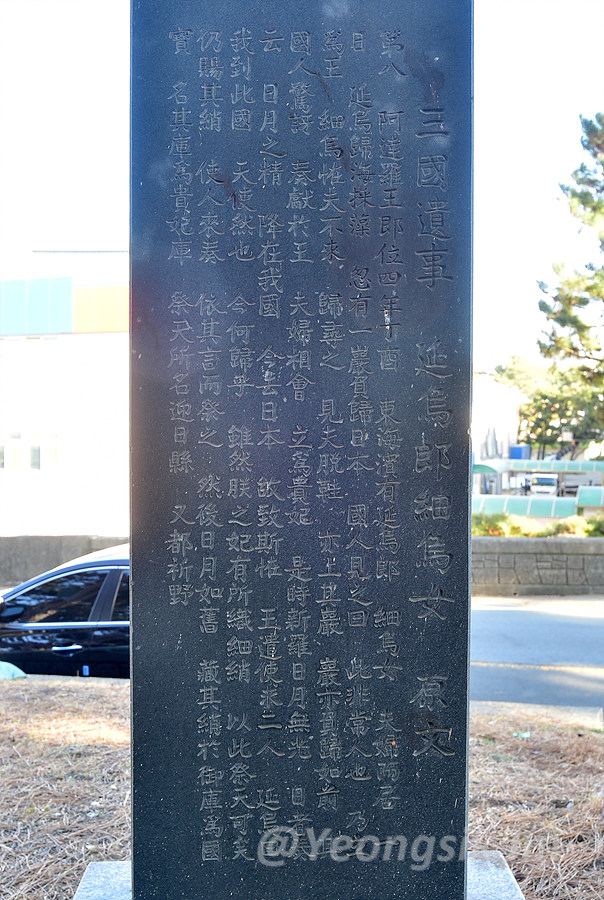 三國遺事 延烏郎細烏女 原文
第八 阿達羅王即位四年丁酉 東海濱有延烏郎 細烏女 夫婦而居
日 延烏歸海採藻 忽有一巖負歸日本 國人見之曰 此非常人也 乃
爲王 細烏恠夫不來 歸尋之 見夫脫鞋 亦上其巖 巖亦負歸如前
國人驚訝 奏獻於王 夫婦相會 立爲貴妃 是時新羅日月無光 日者奏
云 日月之精 降在我國 今去日本 故致斯恠 王遣使求二人 延烏
我到此國 天使然也 今何歸乎 雖然朕之妃有所織細綃 以此祭天可矣
仍賜其綃 使人來奏 依其言而祭之 然後日月如舊 藏其綃於御庫爲國
寶 名其庫爲貴妃庫 祭天所名迎日縣 又都祈野
@Yeongsi